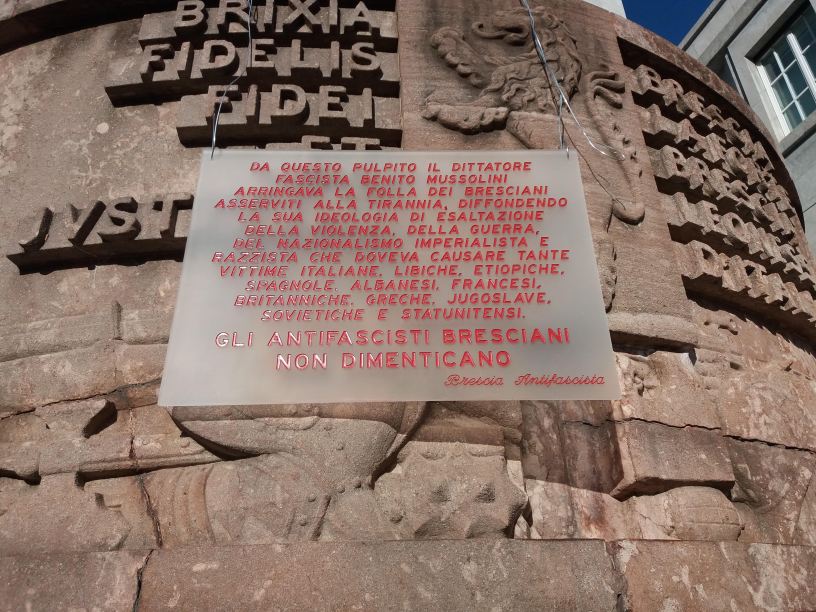 BRIXIA
FIDELIS
FIDEI
ET
IVST
DA QUESTO PULPITO IL DITTATORE
FASCISTA BENITO MUSSOLINI
ARRINGAVA LA FOLLA DEI BRESCIANI
ASSERVITI ALLA TIRANNIA, DIFFONDENDO
LA SUA IDEOLOGIA DI ESALTAZIONE
DELLA VIOLENZA, DELLA GUERRA,
DEL NAZIONALISMO IMPERIALISTA E
RAZZISTA CHE DOVEVA CAUSARE TANTE
VITTIME ITALIANE, LIBICHE, ETIOPICHE,
SPAGNOLE, ALBANESI, FRANCESI,
BRITANNICHE, GRECHE, JUGOSLAVE,
SOVIETICHE E STATUNITENSI.
GLI ANTIFASCISTI BRESCIANI
NON DIMENTICANO
Brescia Antifascista
BRESCIA